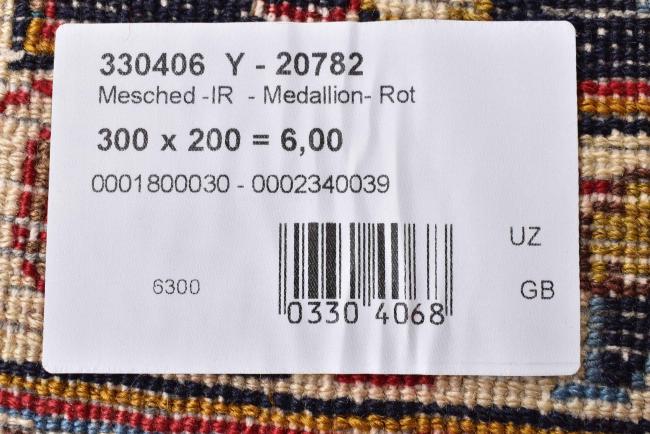 330406 Y - 20782
Mesched -IR - Medallion- Rot
300 x 200 = 6,00
0001800030 - 0002340039
UZ
6300
GB
0330 4068